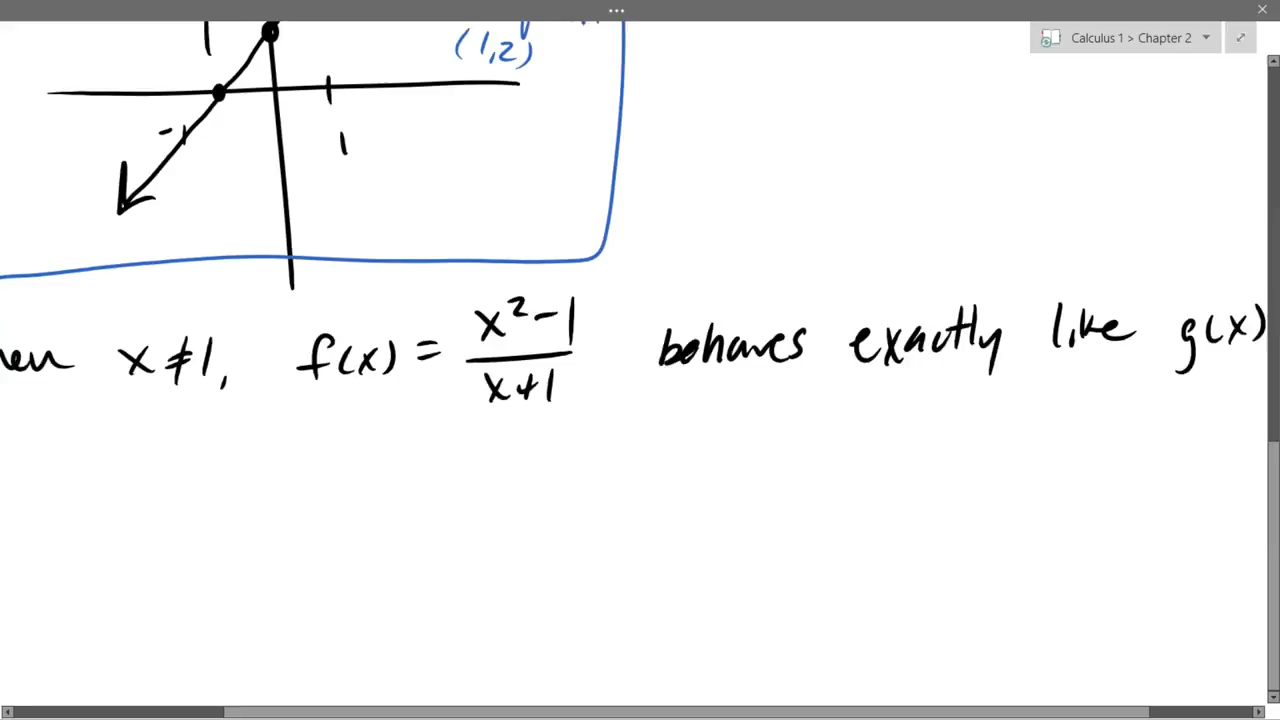 (1,2)
Calculus 1 > Chapter 2
-1
1
x≠1, f(x) = x²-1/x+1 behaves exactly like g(x)